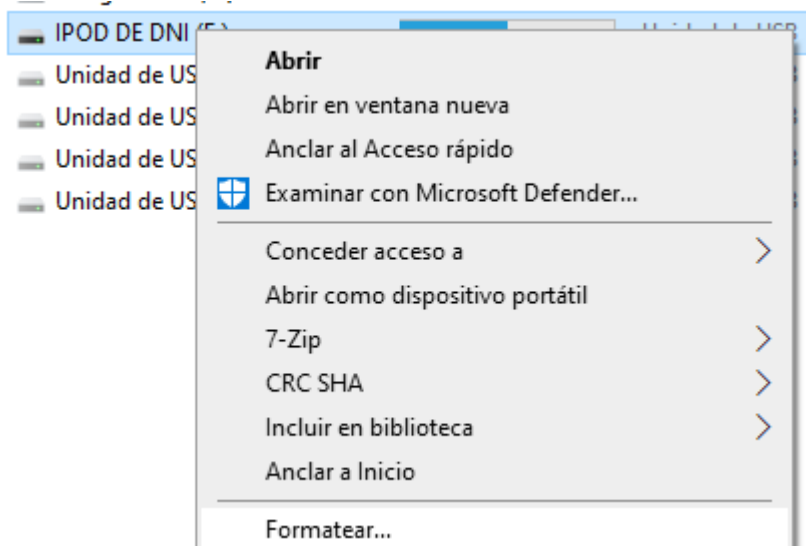 IPOD DE DNI
Unidad de US
Unidad de US
Unidad de US
Unidad de US
Abrir
Abrir en ventana nueva
Anclar al Acceso rápido
Examinar con Microsoft Defender...
Conceder acceso a
Abrir como dispositivo portátil
7-Zip
CRC SHA
Incluir en biblioteca
Anclar a Inicio
Formatear...